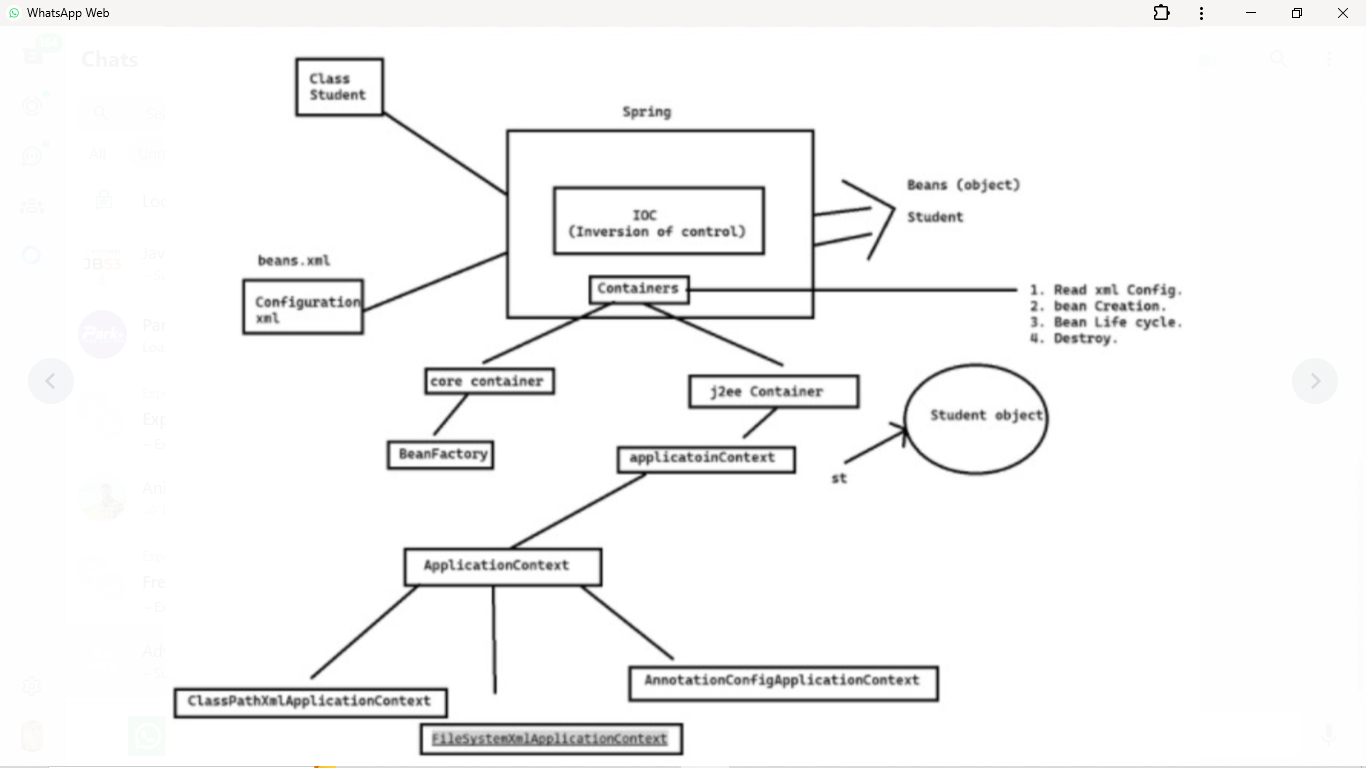 WhatsApp Web
Chats
Class
Student
Spring
IOC
(Inversion of control)
Beans (object)
Student
beans.xml
Configuration
xml
Containers
1. Read xml Config.
2. bean Creation.
3. Bean Life cycle.
4. Destroy.
core container
j2ee Container
BeanFactory
applicatoinContext
Student object
st
ApplicationContext
ClassPathXmlApplicationContext
AnnotationConfigApplicationContext
FileSystemXmlApplicationContext